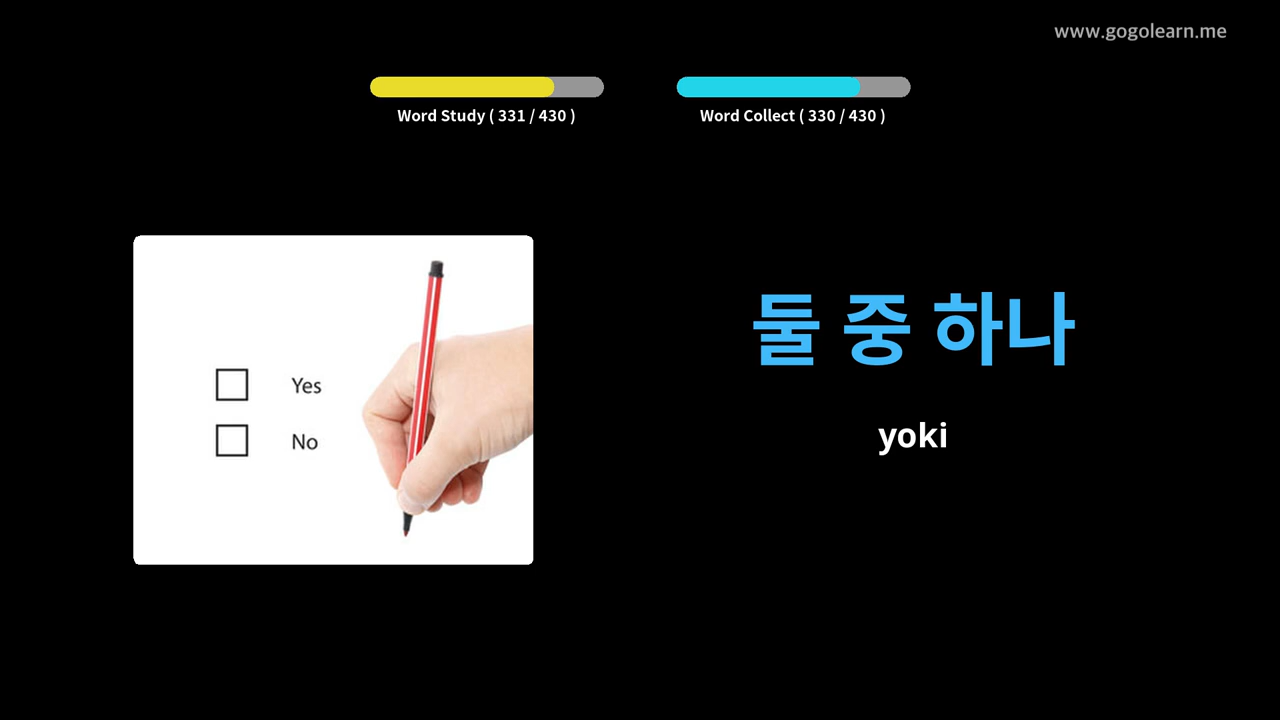 www.gogolearn.me
Word Study ( 331 / 430 )
Word Collect ( 330 / 430 )
둘 중 하나
yoki
Yes
No